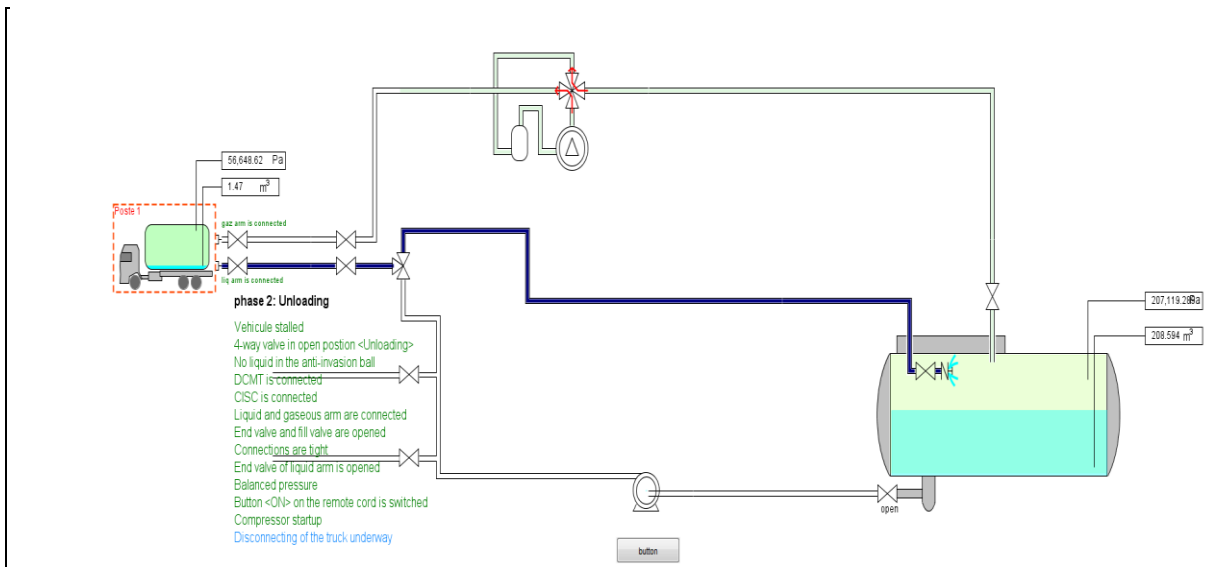 56,648.62 Pa
1.47 m³
Poste 1
gaz arm is connected
liq arm is connected
phase 2: Unloading
Vehicule stalled
4-way valve in open postion <Unloading>
No liquid in the anti-invasion ball
DCMT is connected
CISC is connected
Liquid and gaseous arm are connected
End valve and fill valve are opened
Connections are tight
End valve of liquid arm is opened
Balanced pressure
Button <ON> on the remote cord is switched
Compressor startup
Disconnecting of the truck underway
207,119.28 Pa
208.594 m³
open
button